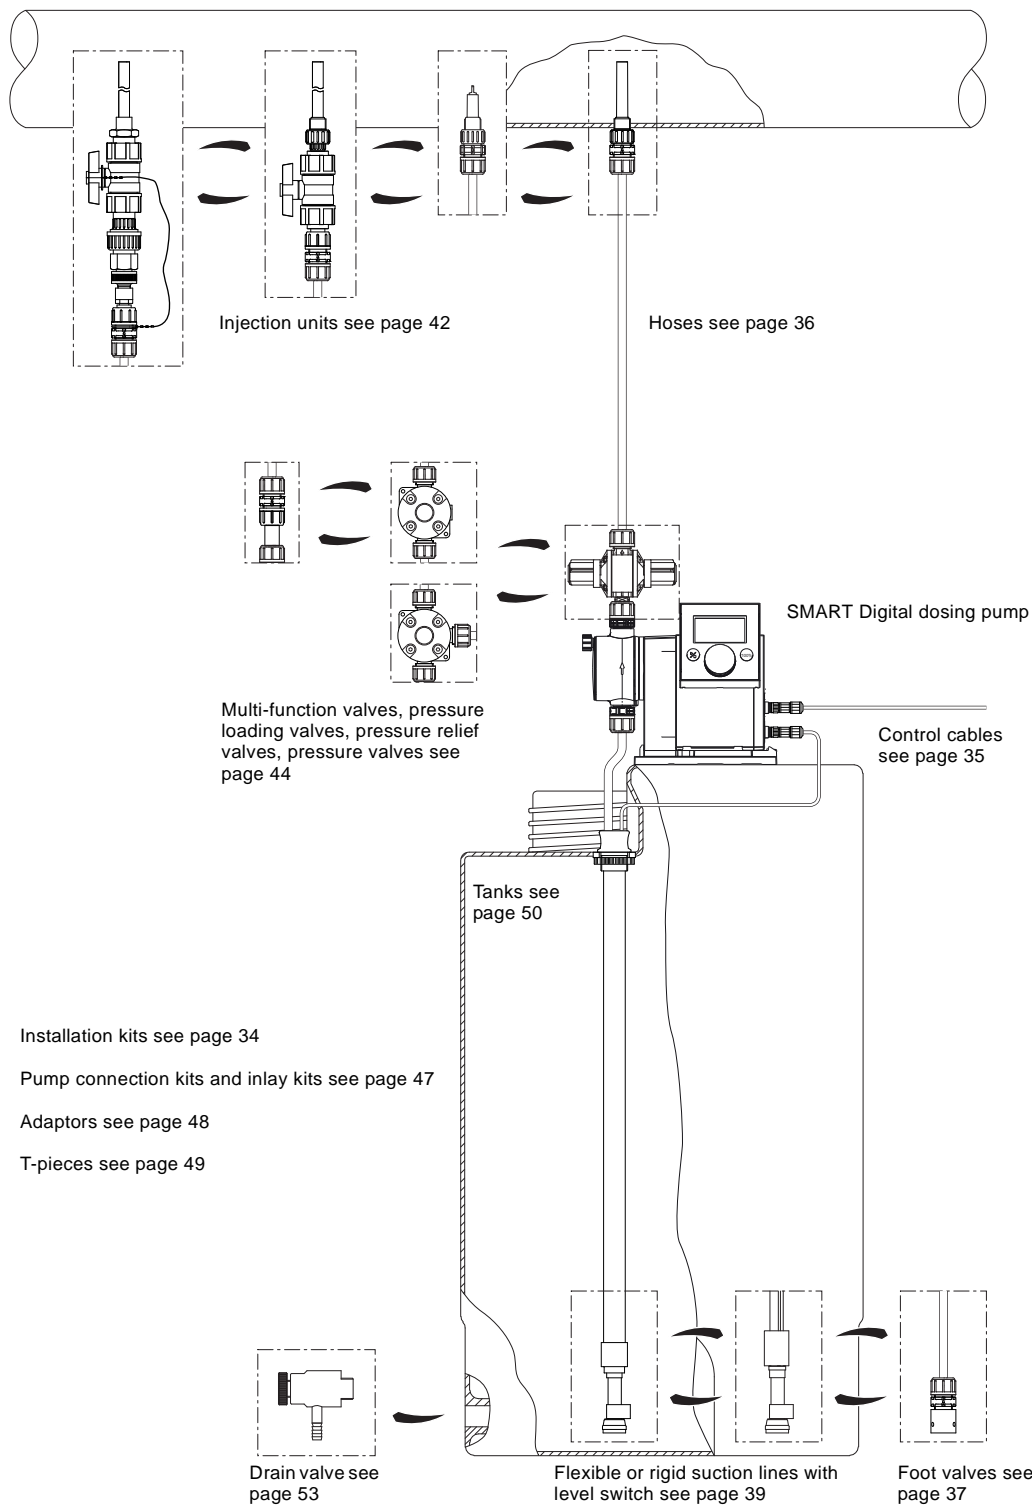 Injection units see page 42
Hoses see page 36
SMART Digital dosing pump
100%
Multi-function valves, pressure
loading valves, pressure relief
valves, pressure valves see
page 44
Control cables
see page 35
Tanks see
page 50
Installation kits see page 34
Pump connection kits and inlay kits see page 47
Adaptors see page 48
T-pieces see page 49
Drain valve see
page 53
Flexible or rigid suction lines with
level switch see page 39
Foot valves see
page 37